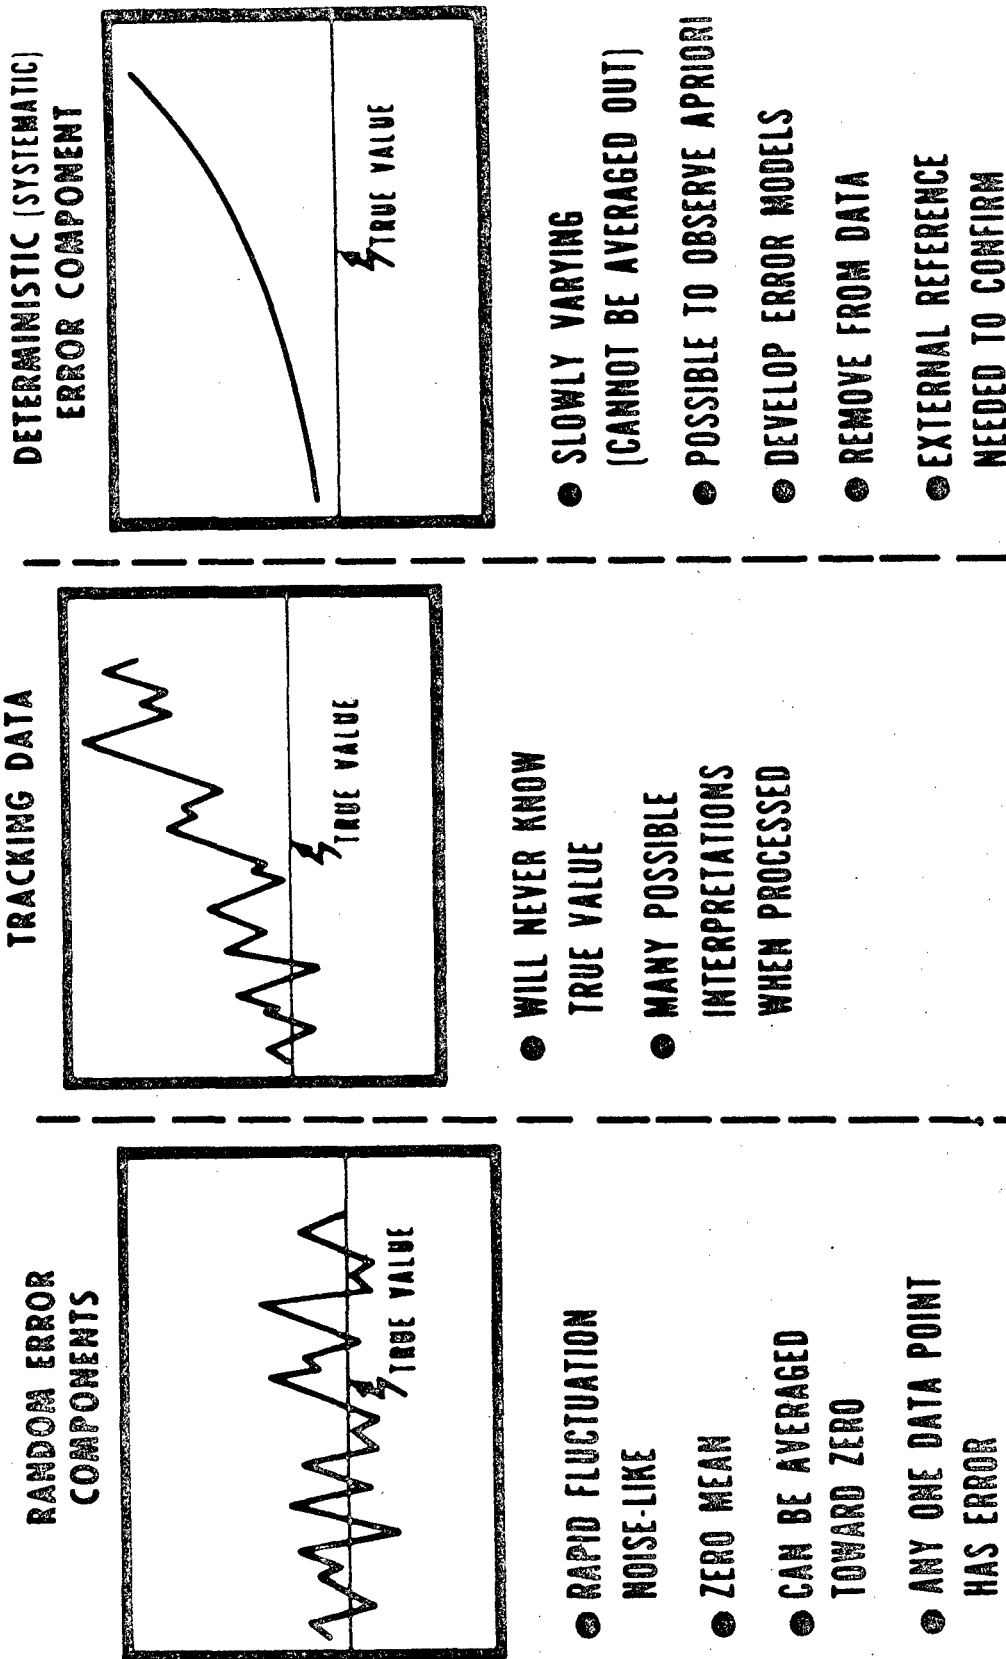 RANDOM ERROR
COMPONENTS
TRUE VALUE
● RAPID FLUCTUATION
NOISE-LIKE
● ZERO MEAN
● CAN BE AVERAGED
TOWARD ZERO
● ANY ONE DATA POINT
HAS ERROR
TRACKING DATA
TRUE VALUE
● WILL NEVER KNOW
TRUE VALUE
● MANY POSSIBLE
INTERPRETATIONS
WHEN PROCESSED
DETERMINISTIC (SYSTEMATIC)
ERROR COMPONENT
TRUE VALUE
● SLOWLY VARYING
(CANNOT BE AVERAGED OUT)
● POSSIBLE TO OBSERVE APRIORI
● DEVELOP ERROR MODELS
● REMOVE FROM DATA
● EXTERNAL REFERENCE
NEEDED TO CONFIRM